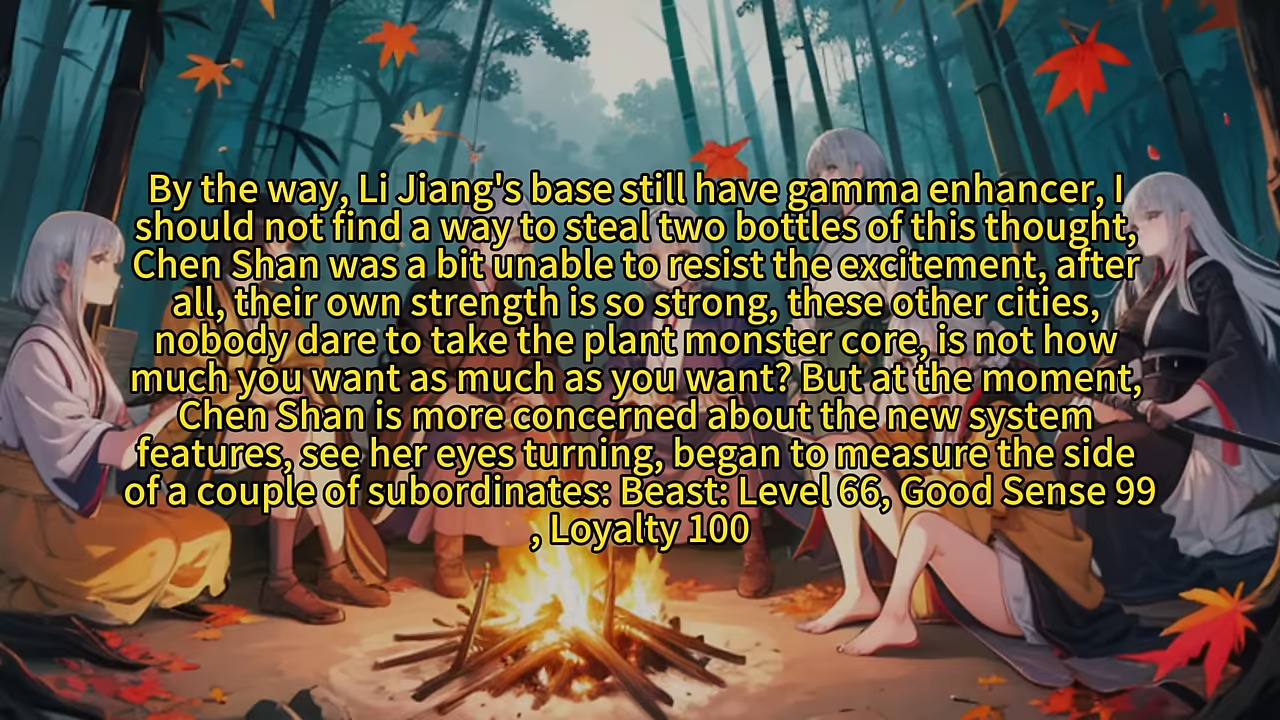 By the way, Li Jiang's base still have gamma enhancer, I
should not find a way to steal two bottles of this thought,
Chen Shan was a bit unable to resist the excitement, after
all, their own strength is so strong, these other cities,
nobody dare to take the plant monster core, is not how
much you want as much as you want? But at the moment,
Chen Shan is more concerned about the new system
features, see her eyes turning, began to measure the side
of a couple of subordinates: Beast: Level 66, Good Sense 99
, Loyalty 100